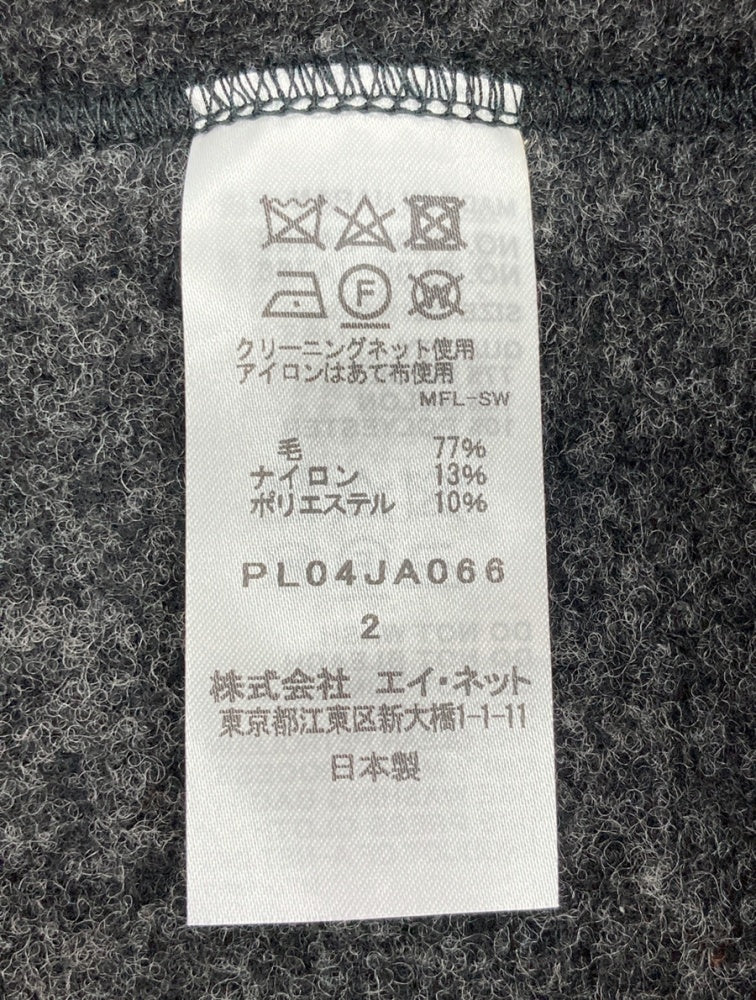 クリーニングネット使用
アイロンはあて布使用
MFL-SW
毛 77%
ナイロン 13%
ポリエステル 10%
PL04JA066
2
株式会社 エイ・ネット
東京都江東区新大橋1-1-11
日本製